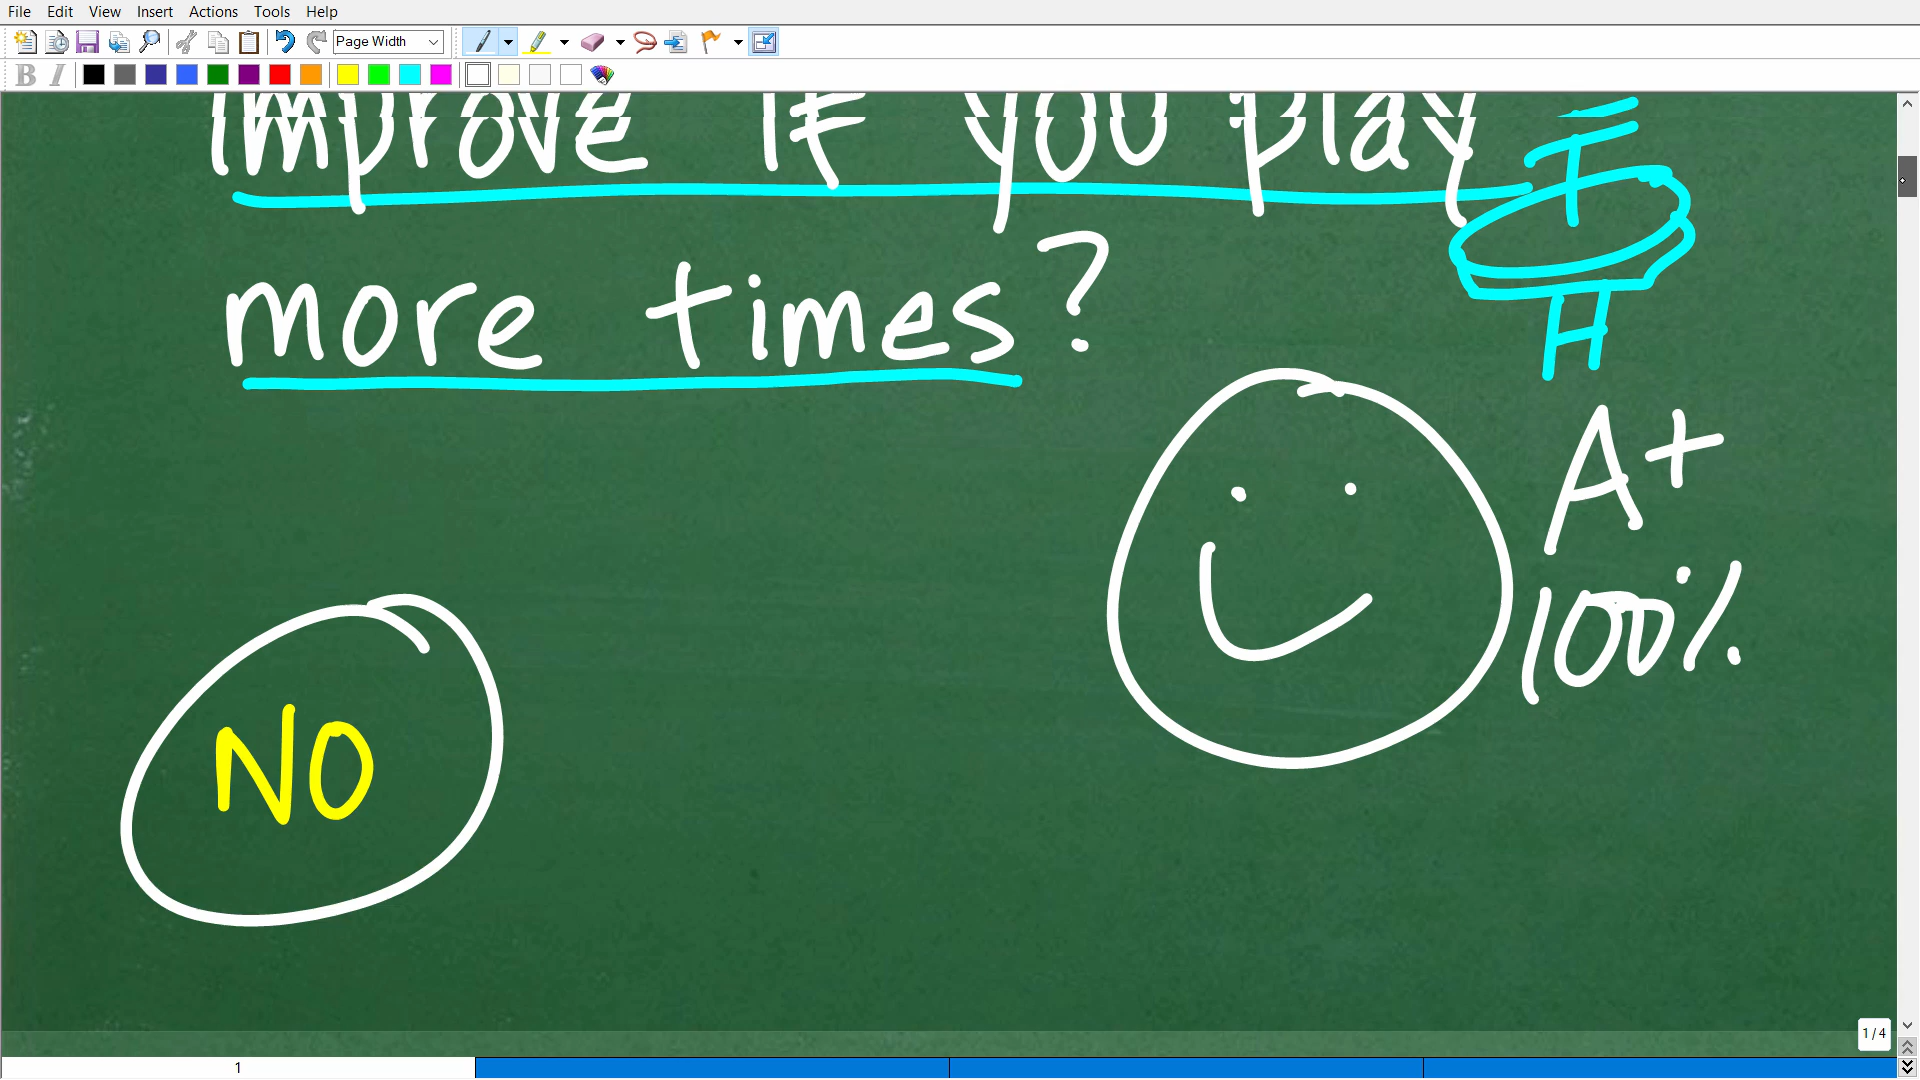 File Edit View Insert Actions Tools Help
Page Width
B I
improve if you play
more times?
T
H
A+
100%
NO
1 / 4
1